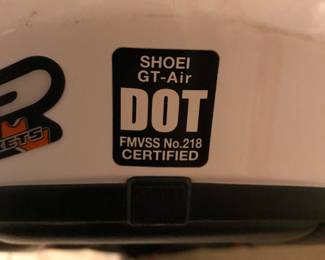 SHOEI
GT-Air
DOT
FMVSS No.218
CERTIFIED